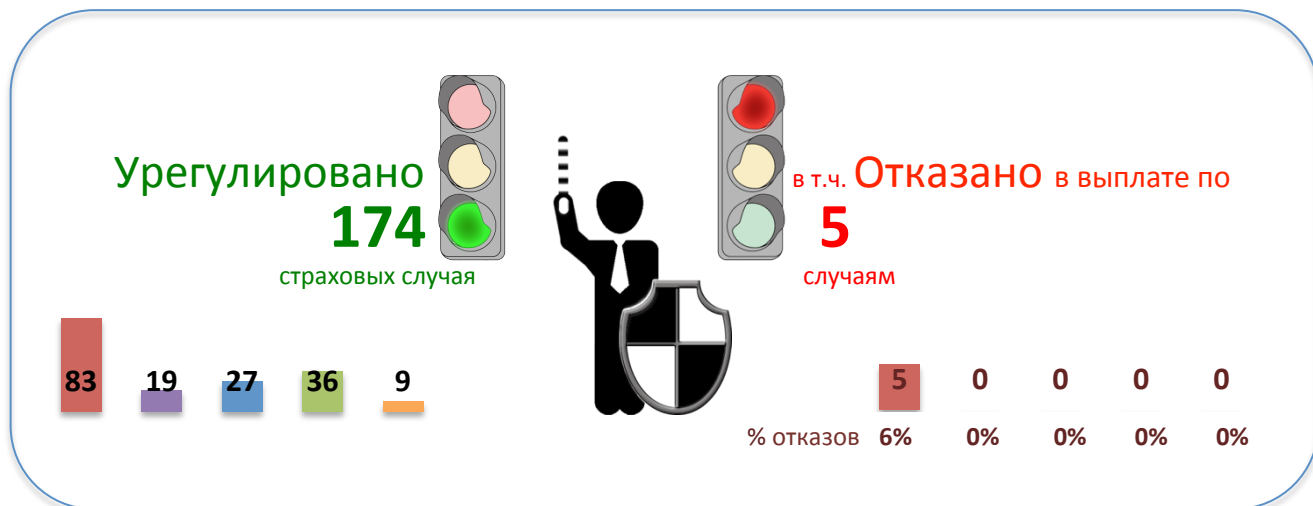 Урегулировано
174
страховых случая
в т.ч. Отказано в выплате по
5
случаям
83 19 27 36 9
5 0 0 0 0
% отказов 6% 0% 0% 0% 0%